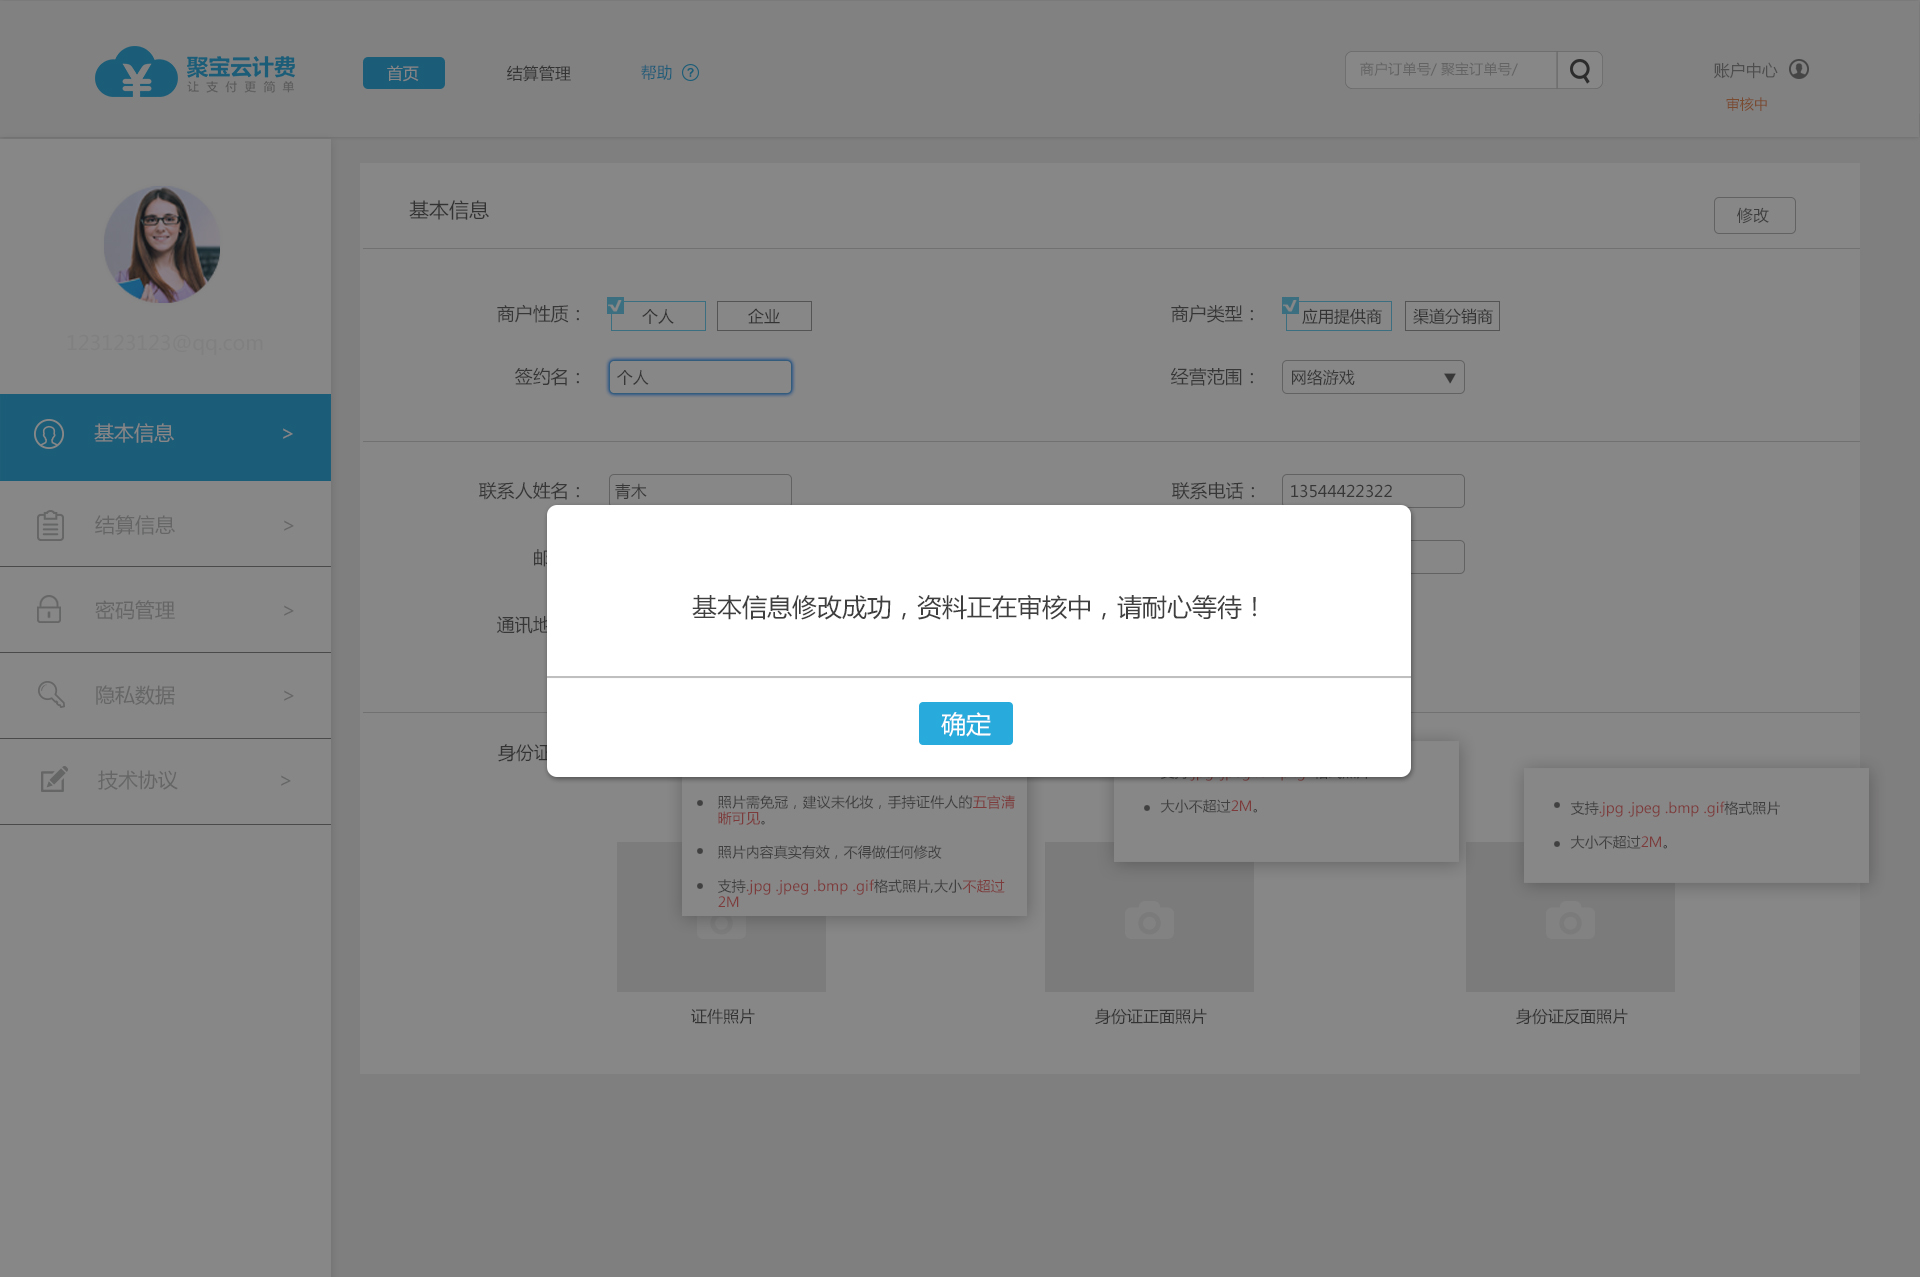 聚宝云计费
让支付更简单
首页
结算管理
帮助 ?
商户订单号/ 聚宝订单号/
账户中心
审核中
123123123@qq.com
基本信息 >
结算信息 >
密码管理 >
隐私数据 >
技术协议 >
基本信息
修改
商户性质： 个人 企业
商户类型： 应用提供商 渠道分销商
签约名： 个人
经营范围： 网络游戏
联系人姓名： 青木
联系电话： 13544422322
邮
通讯地
身份证
基本信息修改成功，资料正在审核中，请耐心等待！
确定
照片需免冠，建议未化妆，手持证件人的五官清
晰可见。
照片内容真实有效，不得做任何修改
支持.jpg .jpeg .bmp .gif格式照片,大小不超过
2M
大小不超过2M。
支持.jpg .jpeg .bmp .gif格式照片
大小不超过2M。
证件照片
身份证正面照片
身份证反面照片